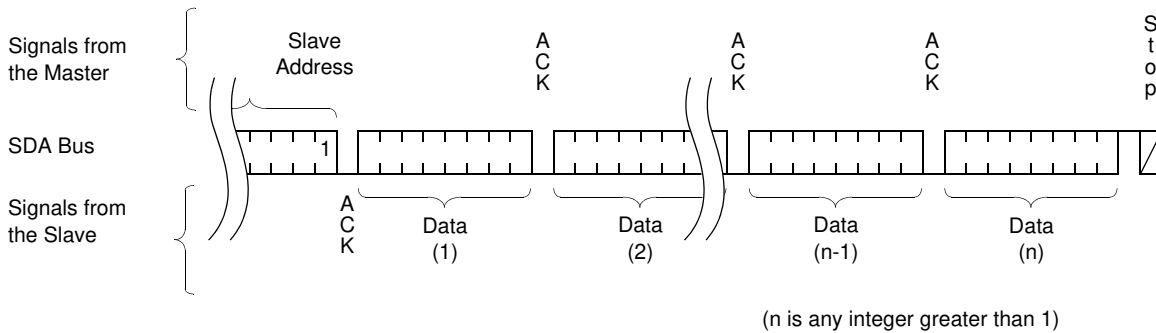 Signals from
the Master
Slave
Address
A
C
K
A
C
K
A
C
K
S
t
o
p
SDA Bus
1
Signals from
the Slave
A
C
K
Data
(1)
Data
(2)
Data
(n-1)
Data
(n)
(n is any integer greater than 1)